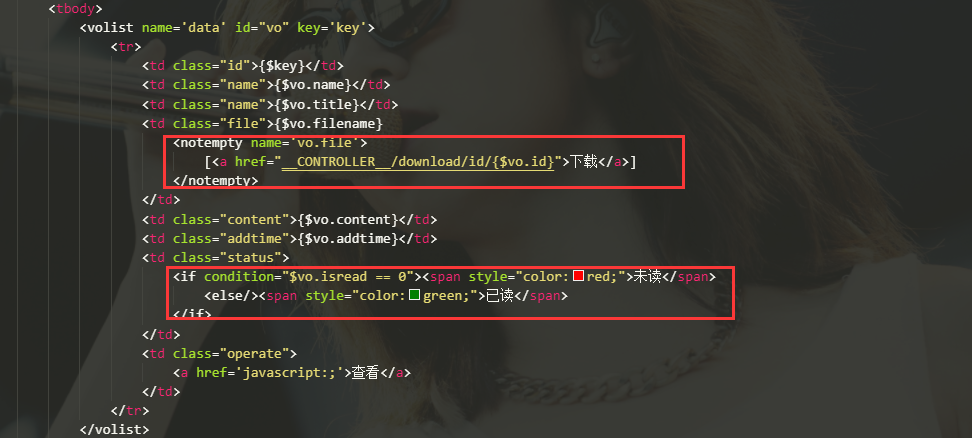 <tbody>
<volist name='data' id="vo" key='key'>
<tr>
<td class="id">{$key}</td>
<td class="name">{$vo.name}</td>
<td class="name">{$vo.title}</td>
<td class="file">{$vo.filename}
<notempty name='vo.file'>
[<a href="__CONTROLLER__/download/id/{$vo.id}">下载</a>]
</notempty>
</td>
<td class="content">{$vo.content}</td>
<td class="addtime">{$vo.addtime}</td>
<td class="status">
<if condition="$vo.isread == 0"><span style="color:red;">未读</span>
<else/><span style="color:green;">已读</span>
</if>
</td>
<td class="operate">
<a href='javascript:;'>查看</a>
</td>
</tr>
</volist>